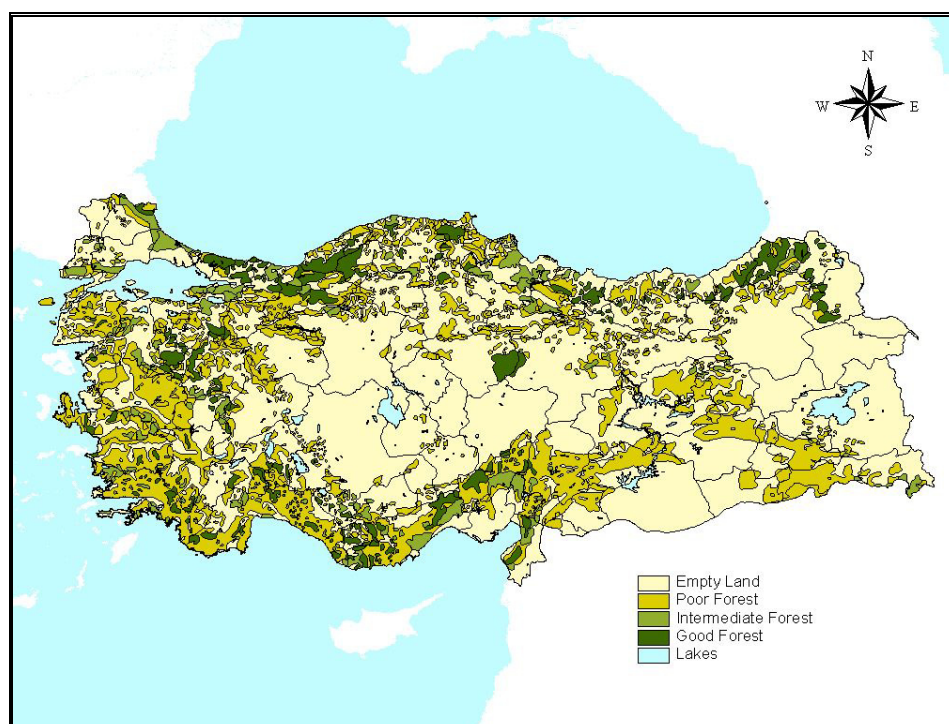 N
W E
S
Empty Land
Poor Forest
Intermediate Forest
Good Forest
Lakes